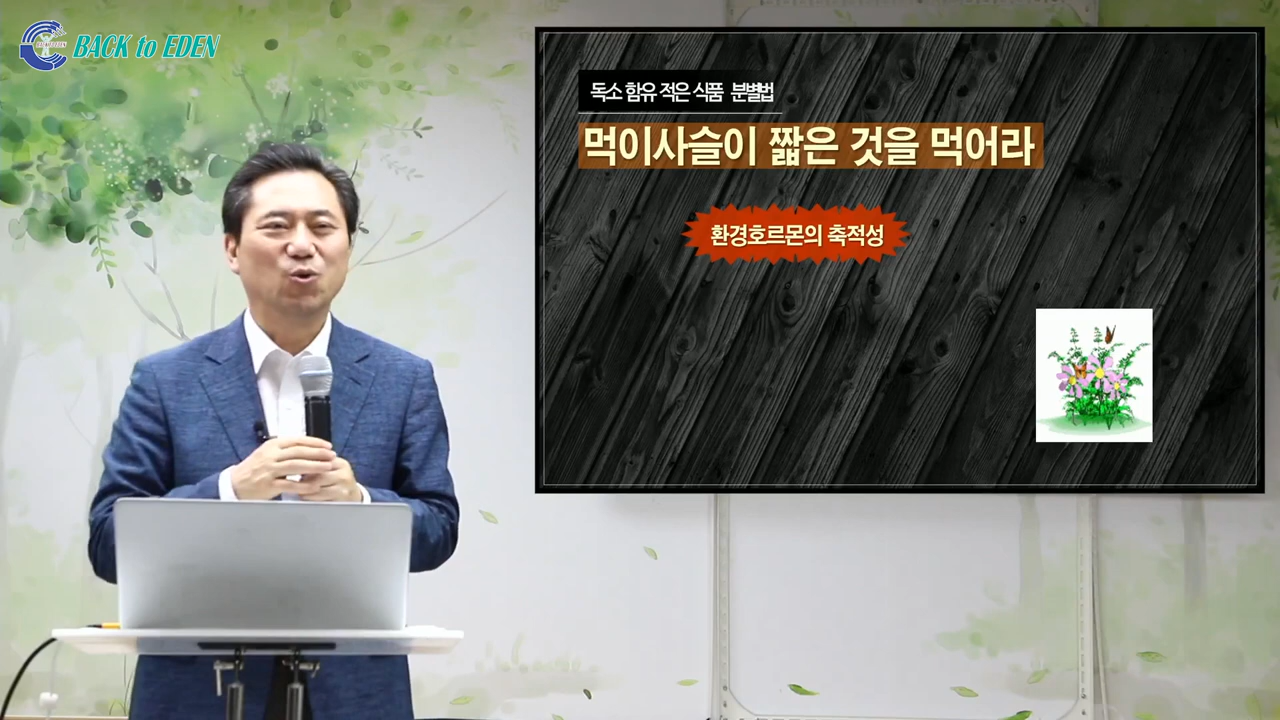 BACK to EDEN
독소 함유 적은 식품 분별법
먹이사슬이 짧은 것을 먹어라
환경호르몬의 축적성